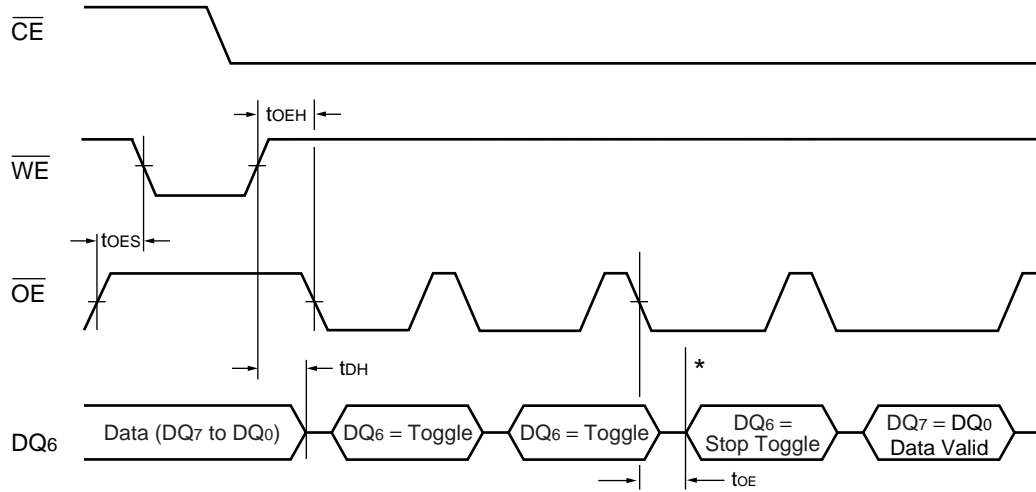 CE
tOEH
WE
tOES
OE
tDH
*
DQ6
Data (DQ7 to DQ0)
DQ6 = Toggle
DQ6 = Toggle
DQ6 =
Stop Toggle
DQ7 = DQ0
Data Valid
tOE